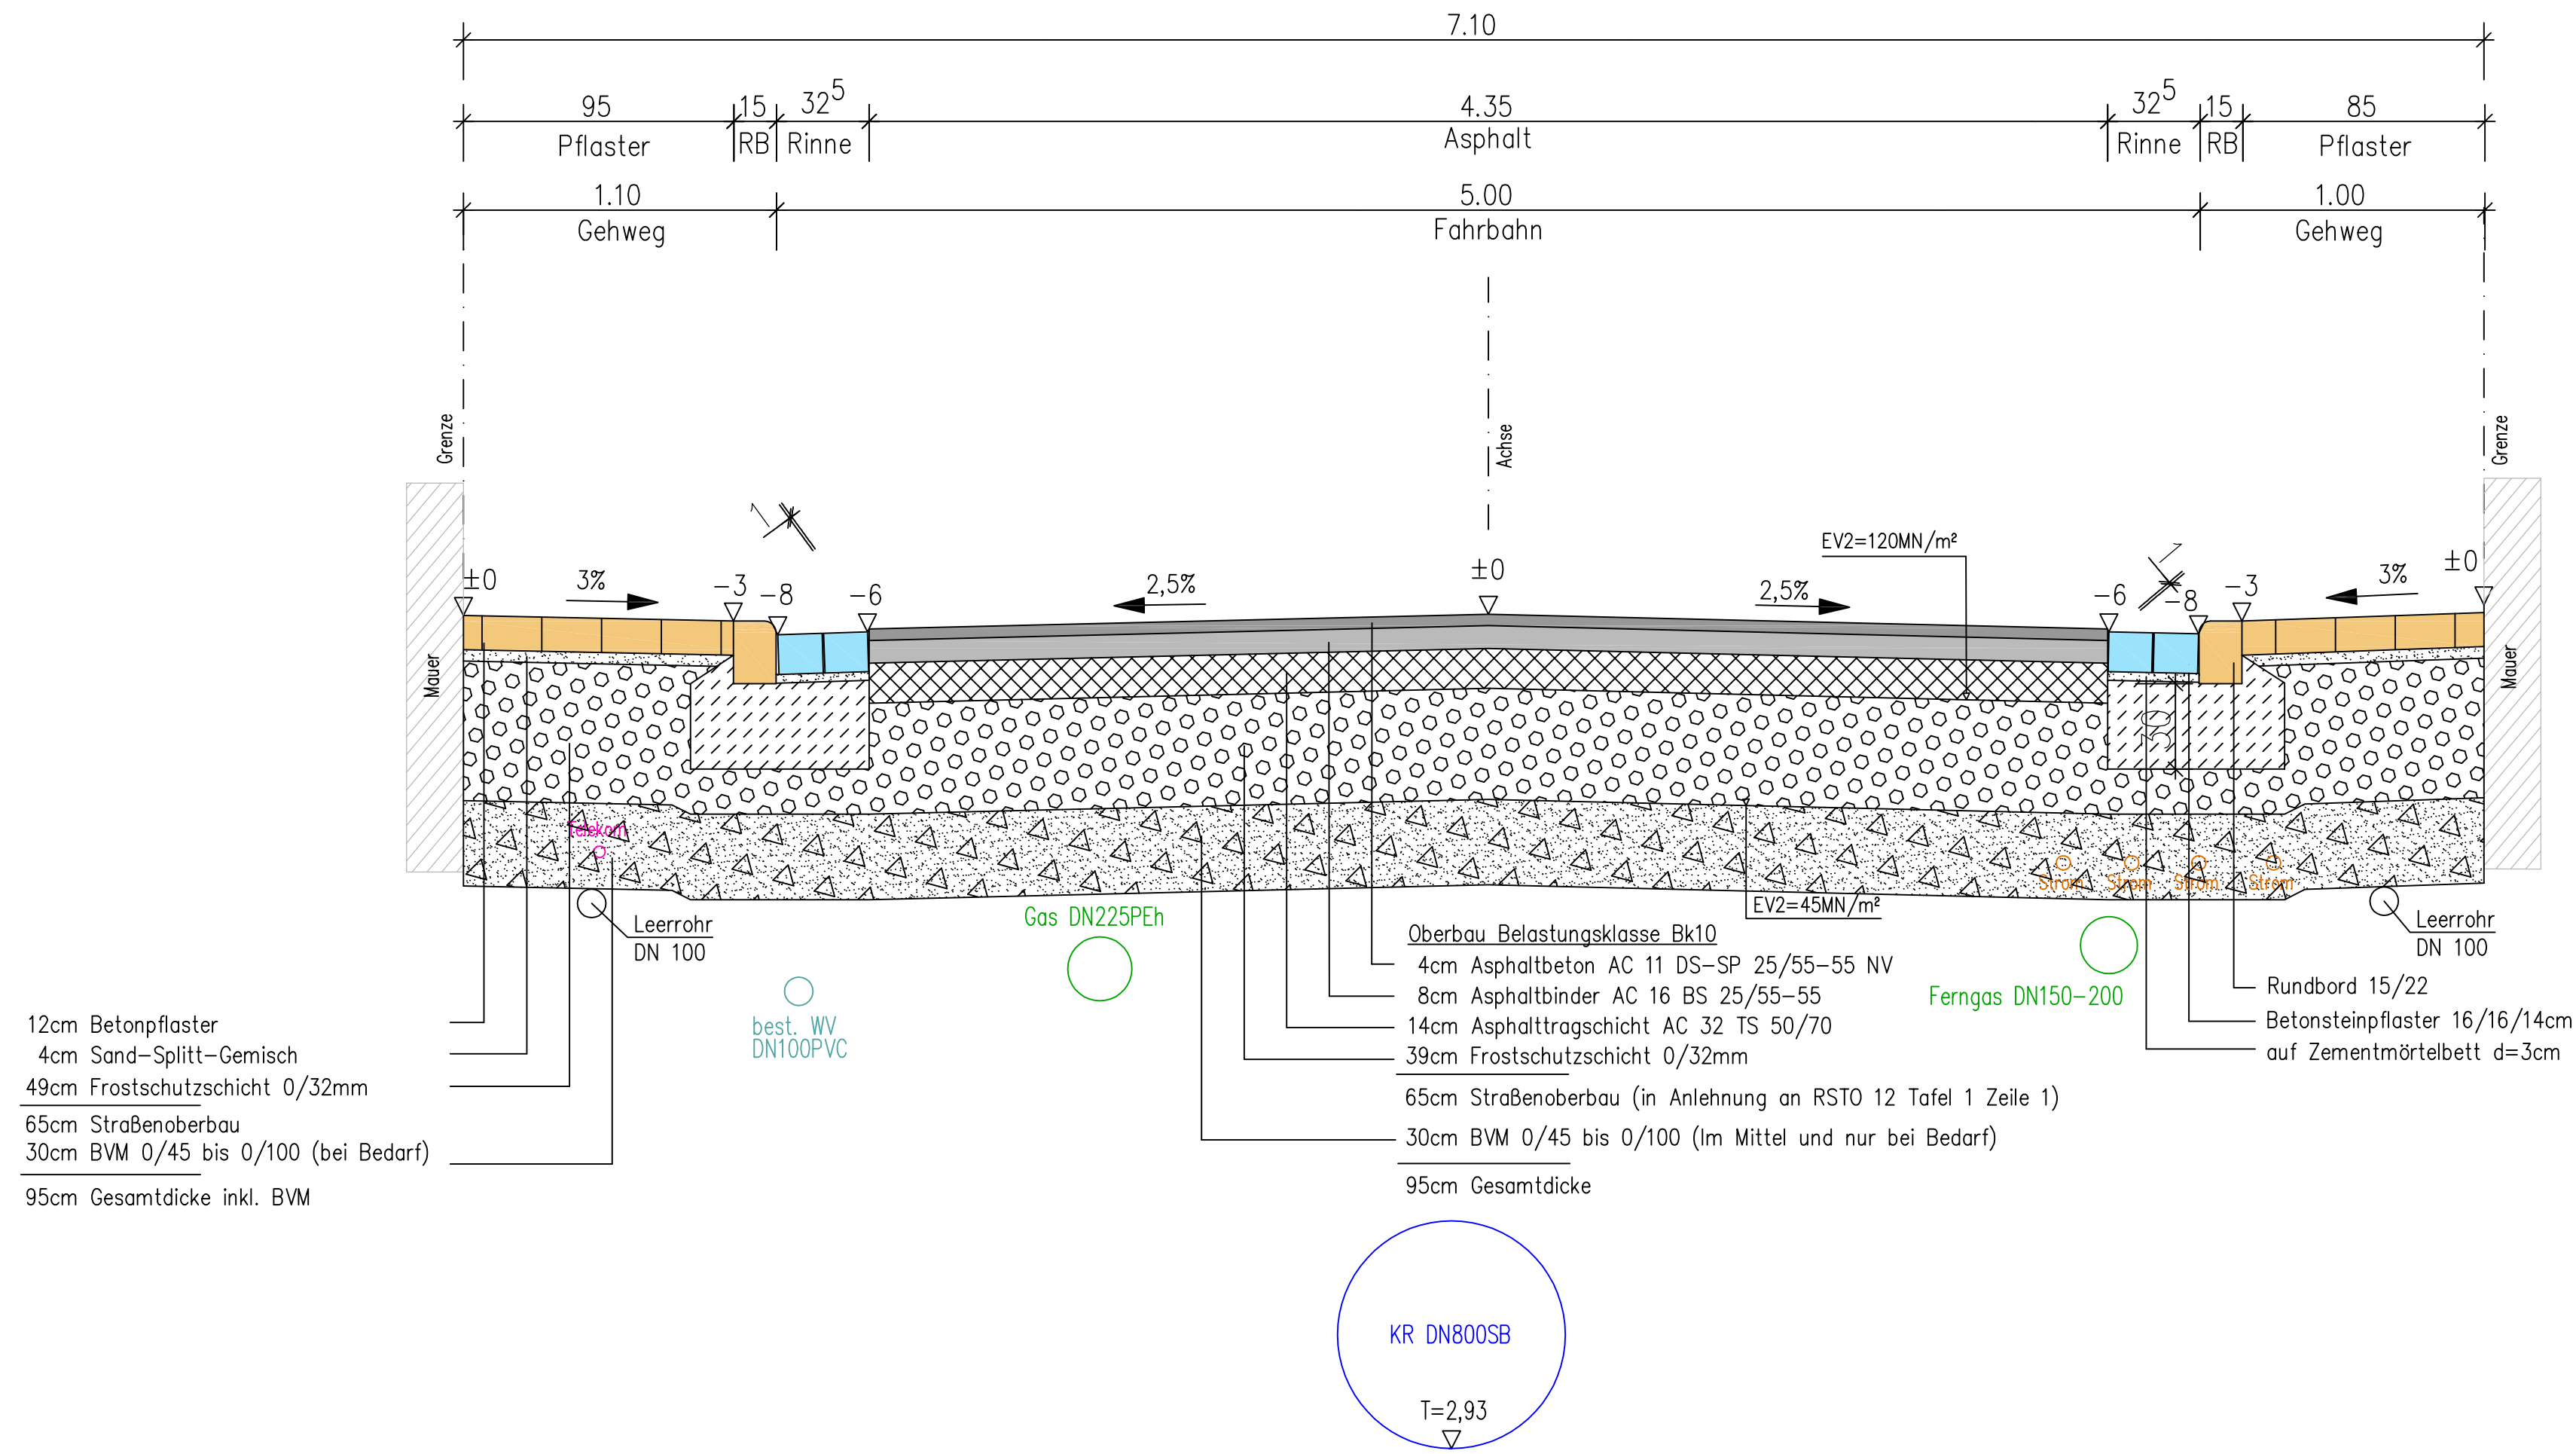 7.10
95 15 32⁵ 4.35 32⁵ 15 85
Pflaster RB Rinne Asphalt Rinne RB Pflaster
1.10 5.00 1.00
Gehweg Fahrbahn Gehweg
Grenze Achse Grenze
1 1
EV2=120MN/m²
±0 3% -3 -8 -6 2,5% ±0 2,5% -6 -8 -3 3% ±0
Mauer Mauer
20
Telekom
Strom Strom Strom Strom
EV2=45MN/m²
Leerrohr
DN 100
Gas DN225PEh
Leerrohr
DN 100
best. WV
DN100PVC
Ferngas DN150-200
Rundbord 15/22
Betonsteinpflaster 16/16/14cm
auf Zementmörtelbett d=3cm
12cm Betonpflaster
4cm Sand-Splitt-Gemisch
49cm Frostschutzschicht 0/32mm
65cm Straßenoberbau
30cm BVM 0/45 bis 0/100 (bei Bedarf)
95cm Gesamtdicke inkl. BVM
Oberbau Belastungsklasse Bk10
4cm Asphaltbeton AC 11 DS-SP 25/55-55 NV
8cm Asphaltbinder AC 16 BS 25/55-55
14cm Asphalttragschicht AC 32 TS 50/70
39cm Frostschutzschicht 0/32mm
65cm Straßenoberbau (in Anlehnung an RSTO 12 Tafel 1 Zeile 1)
30cm BVM 0/45 bis 0/100 (Im Mittel und nur bei Bedarf)
95cm Gesamtdicke
KR DN800SB
T=2,93